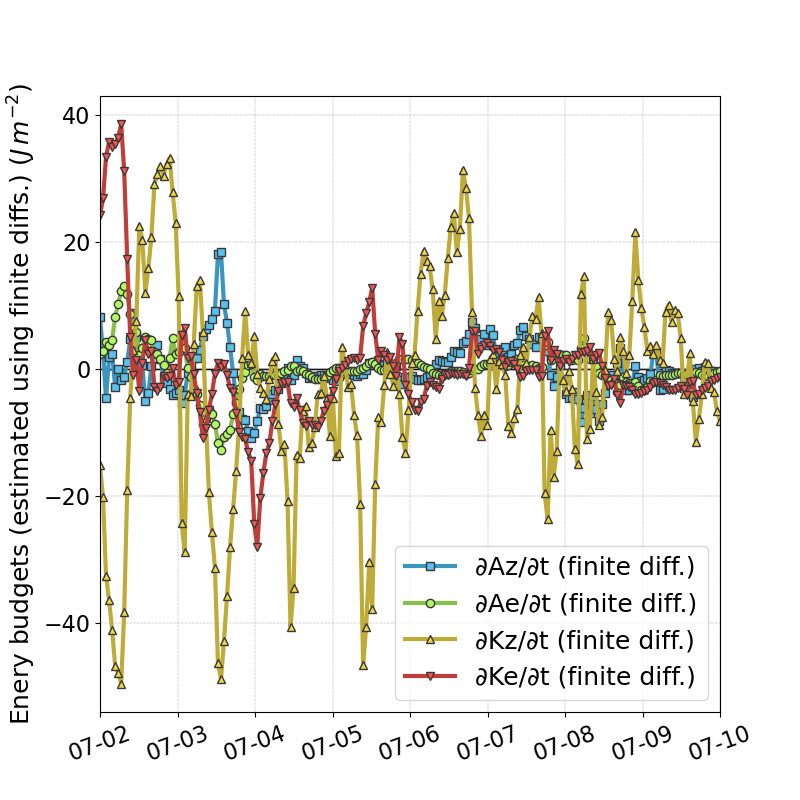 Enery budgets (estimated using finite diffs.) (J m⁻²)
40
20
0
−20
−40
07-02 07-03 07-04 07-05 07-06 07-07 07-08 07-09 07-10
∂Az/∂t (finite diff.)
∂Ae/∂t (finite diff.)
∂Kz/∂t (finite diff.)
∂Ke/∂t (finite diff.)